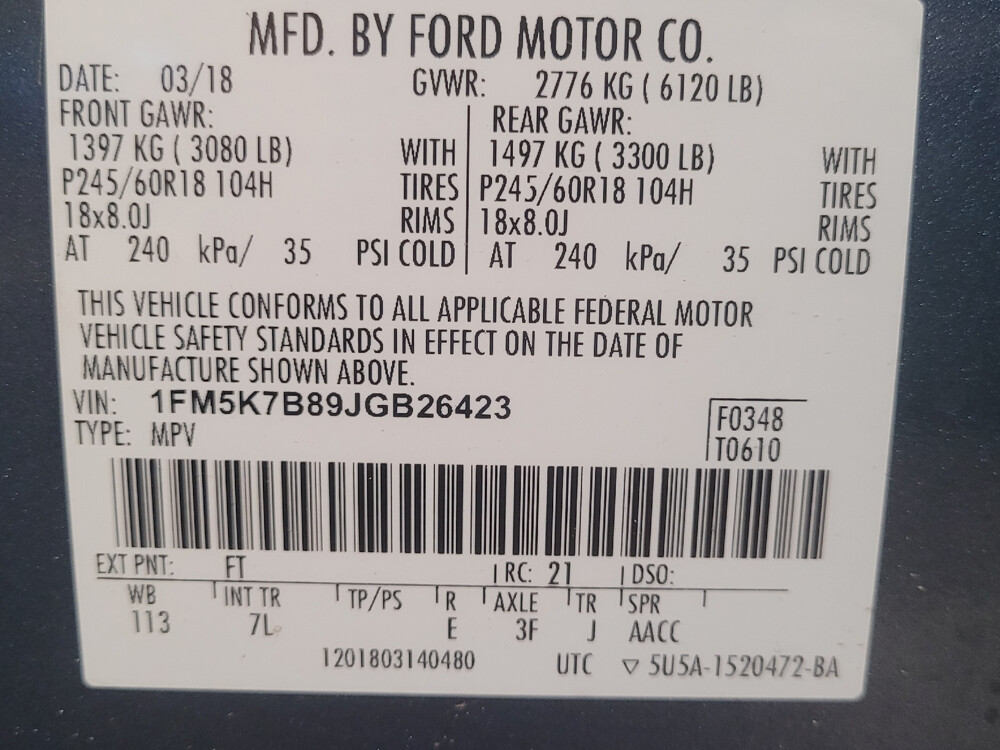 MFD. BY FORD MOTOR CO.
DATE: 03/18 GVWR: 2776 KG ( 6120 LB)
FRONT GAWR: REAR GAWR:
1397 KG ( 3080 LB) WITH 1497 KG ( 3300 LB) WITH
P245/60R18 104H TIRES P245/60R18 104H TIRES
18x8.0J RIMS 18x8.0J RIMS
AT 240 kPa/ 35 PSI COLD AT 240 kPa/ 35 PSI COLD
THIS VEHICLE CONFORMS TO ALL APPLICABLE FEDERAL MOTOR
VEHICLE SAFETY STANDARDS IN EFFECT ON THE DATE OF
MANUFACTURE SHOWN ABOVE.
VIN: 1FM5K7B89JGB26423
TYPE: MPV
F0348
T0610
EXT PNT: FT RC: 21 DSO:
WB INT TR TP/PS R AXLE TR SPR
113 7L E 3F J AACC
1201803140480 UTC ▽ 5U5A-1520472-BA